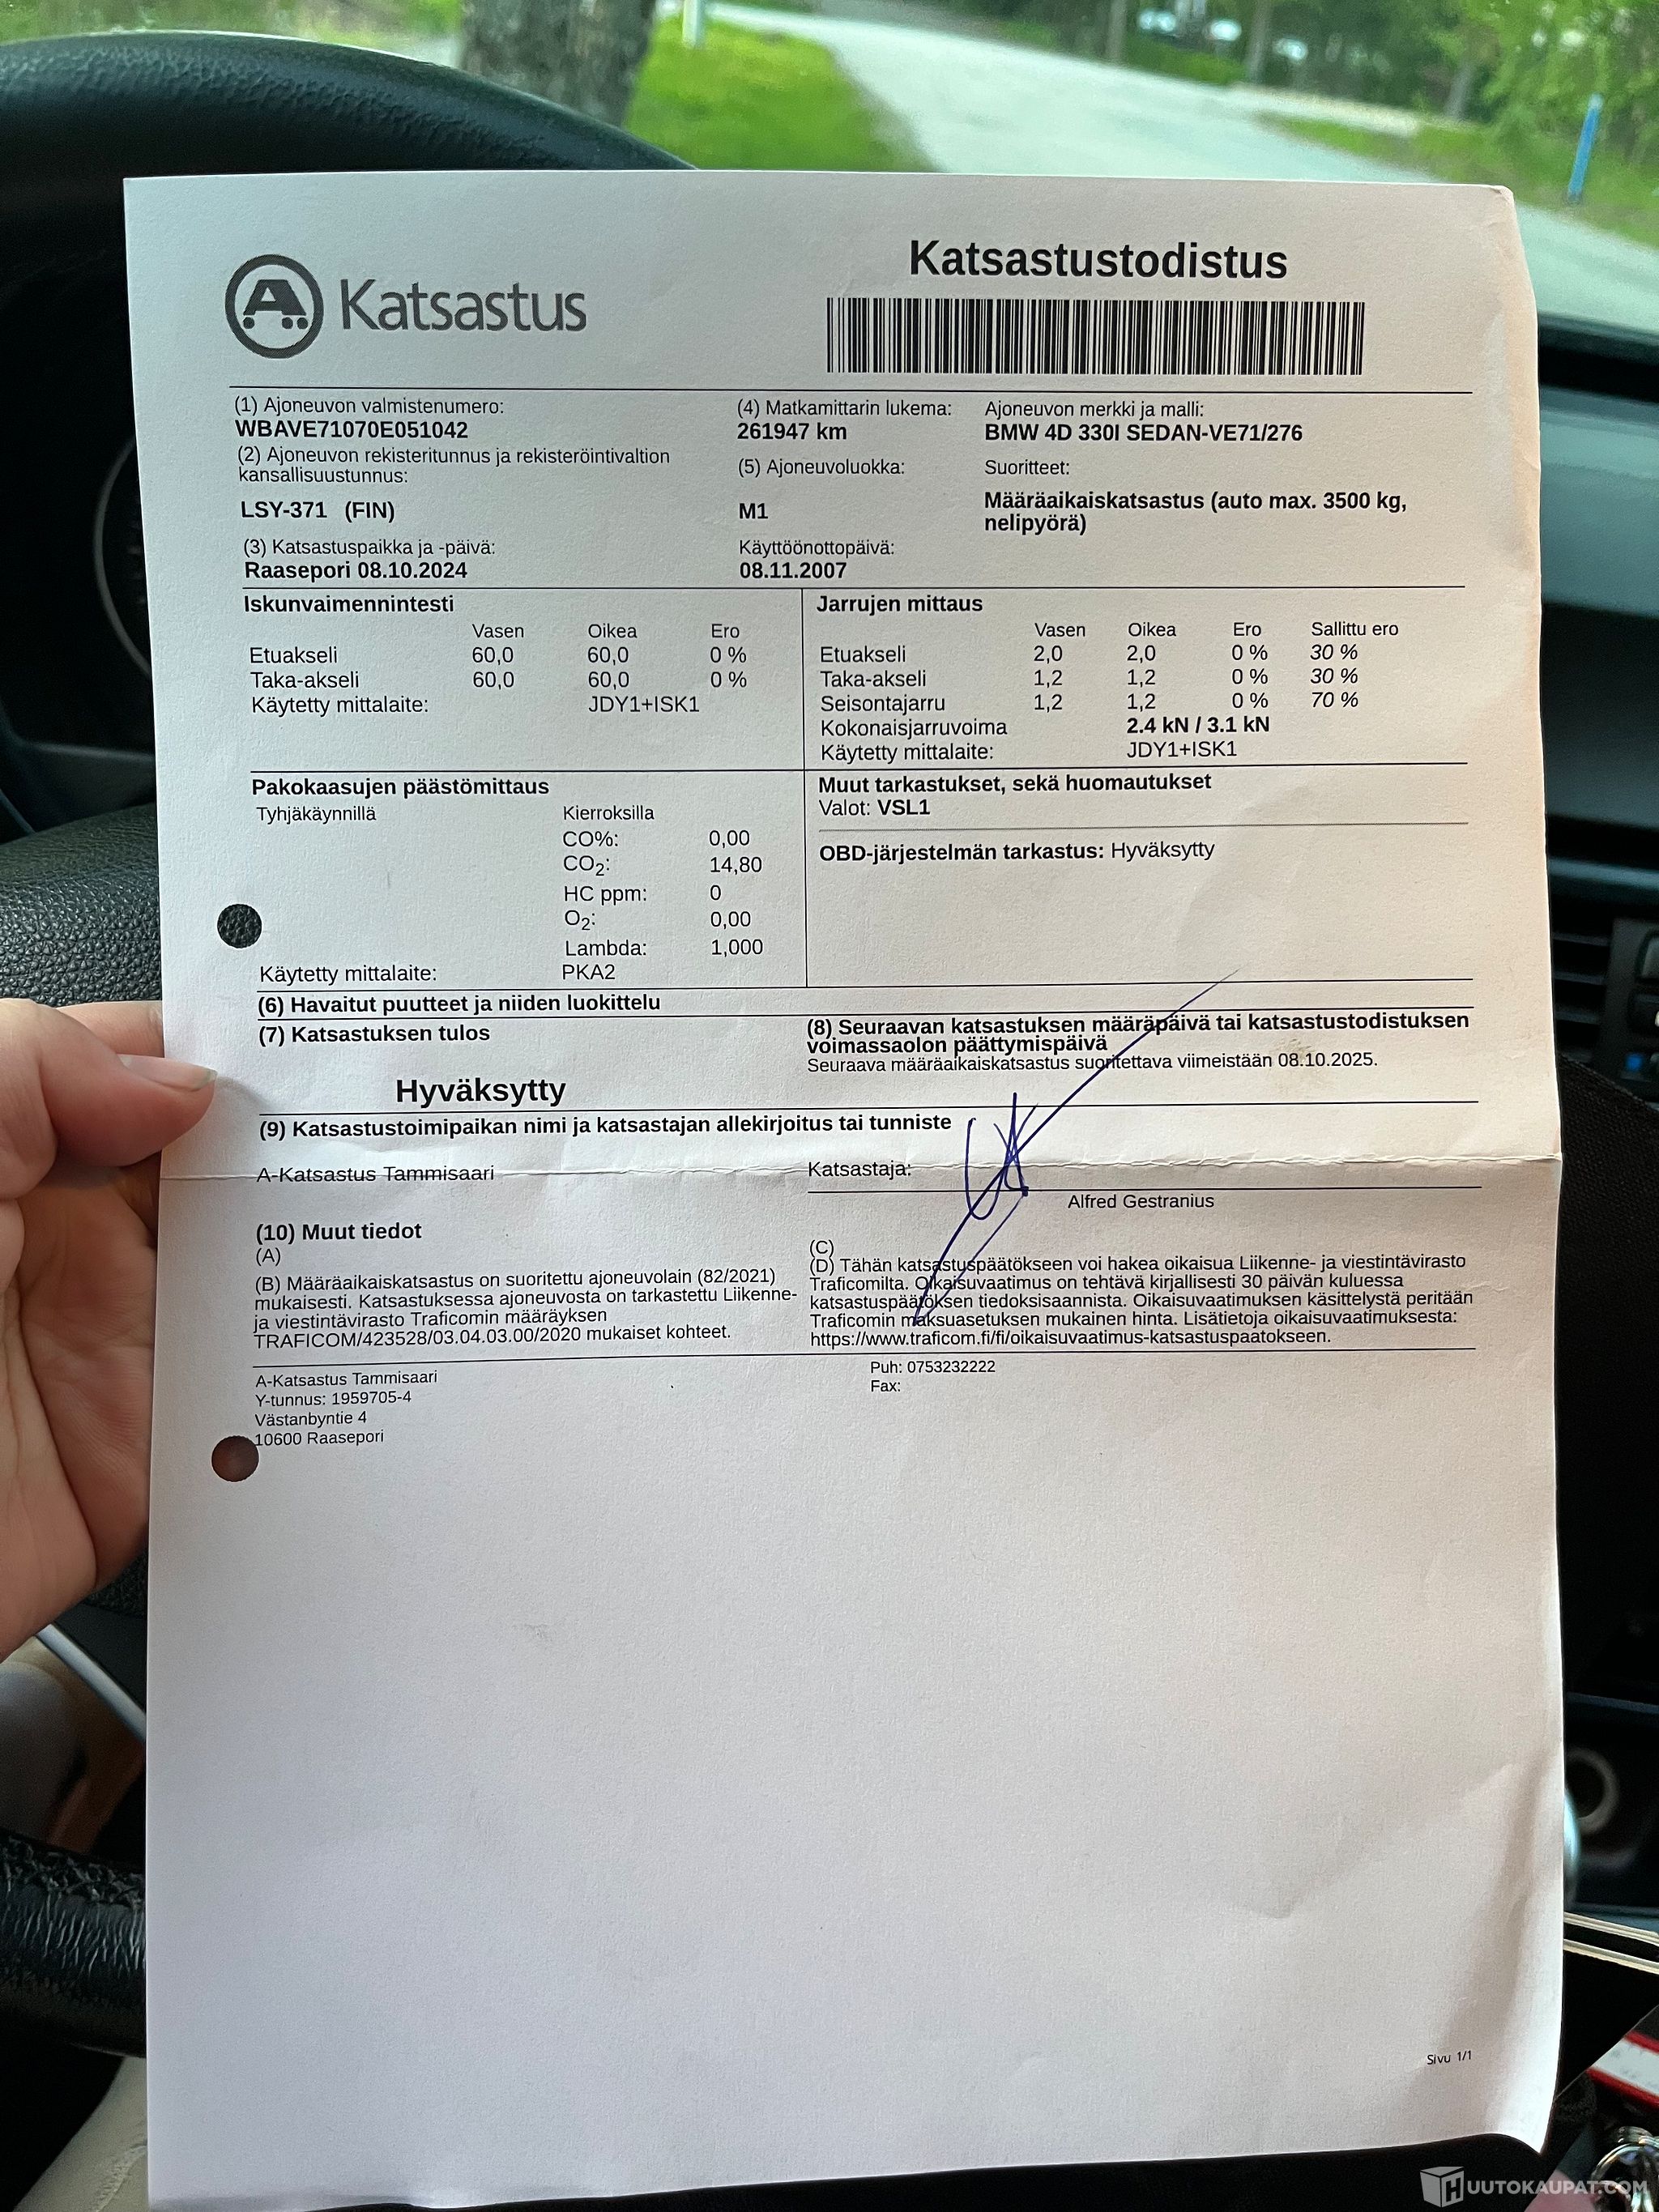 A Katsastus
Katsastustodistus
(1) Ajoneuvon valmistenumero:
WBAVE71070E051042
(4) Matkamittarin lukema:
261947 km
Ajoneuvon merkki ja malli:
BMW 4D 330I SEDAN-VE71/276
(2) Ajoneuvon rekisteritunnus ja rekisteröintivaltion
kansallisuustunnus:
LSY-371 (FIN)
(5) Ajoneuvoluokka:
M1
Suoritteet:
Määräaikaiskatsastus (auto max. 3500 kg,
nelipyörä)
(3) Katsastuspaikka ja -päivä:
Raasepori 08.10.2024
Käyttöönottopäivä:
08.11.2007
Iskunvaimennintesti
Vasen Oikea Ero
Etuakseli 60,0 60,0 0 %
Taka-akseli 60,0 60,0 0 %
Käytetty mittalaite: JDY1+ISK1
Jarrujen mittaus
Vasen Oikea Ero Sallittu ero
Etuakseli 2,0 2,0 0 % 30 %
Taka-akseli 1,2 1,2 0 % 30 %
Seisontajarru 1,2 1,2 0 % 70 %
Kokonaisjarruvoima 2.4 kN / 3.1 kN
Käytetty mittalaite: JDY1+ISK1
Pakokaasujen päästömittaus
Tyhjäkäynnillä Kierroksilla
CO%: 0,00
CO2: 14,80
HC ppm: 0
O2: 0,00
Lambda: 1,000
Käytetty mittalaite: PKA2
Muut tarkastukset, sekä huomautukset
Valot: VSL1
OBD-järjestelmän tarkastus: Hyväksytty
(6) Havaitut puutteet ja niiden luokittelu
(7) Katsastuksen tulos
Hyväksytty
(8) Seuraavan katsastuksen määräpäivä tai katsastustodistuksen
voimassaolon päättymispäivä
Seuraava määräaikaiskatsastus suoritettava viimeistään 08.10.2025.
(9) Katsastustoimipaikan nimi ja katsastajan allekirjoitus tai tunniste
A-Katsastus Tammisaari
Katsastaja:
Alfred Gestranius
(10) Muut tiedot
(A)
(B) Määräaikaiskatsastus on suoritettu ajoneuvolain (82/2021)
mukaisesti. Katsastuksessa ajoneuvosta on tarkastettu Liikenne-
ja viestintävirasto Traficomin määräyksen
TRAFICOM/423528/03.04.03.00/2020 mukaiset kohteet.
(C)
(D) Tähän katsastuspäätökseen voi hakea oikaisua Liikenne- ja viestintävirasto
Traficomilta. Oikaisuvaatimus on tehtävä kirjallisesti 30 päivän kuluessa
katsastuspäätöksen tiedoksisaannista. Oikaisuvaatimuksen käsittelystä peritään
Traficomin maksuasetuksen mukainen hinta. Lisätietoja oikaisuvaatimuksesta:
https://www.traficom.fi/fi/oikaisuvaatimus-katsastuspaatokseen.
A-Katsastus Tammisaari
Y-tunnus: 1959705-4
Västanbyntie 4
10600 Raasepori
Puh: 0753232222
Fax:
Sivu 1/1
HUUTOKAUPAT.COM